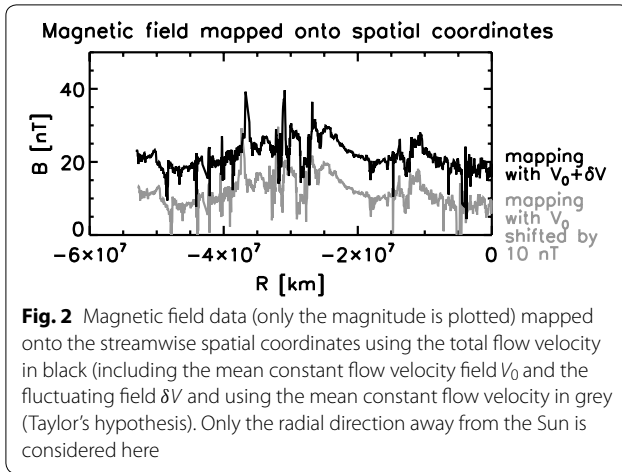 Magnetic field mapped onto spatial coordinates
B [nT]
40
20
0
−6×10⁷
−4×10⁷
−2×10⁷
0
R [km]
mapping
with V₀+δV
mapping
with V₀
shifted by
10 nT
Fig. 2 Magnetic field data (only the magnitude is plotted) mapped
onto the streamwise spatial coordinates using the total flow velocity
in black (including the mean constant flow velocity field V₀ and the
fluctuating field δV and using the mean constant flow velocity in grey
(Taylor’s hypothesis). Only the radial direction away from the Sun is
considered here